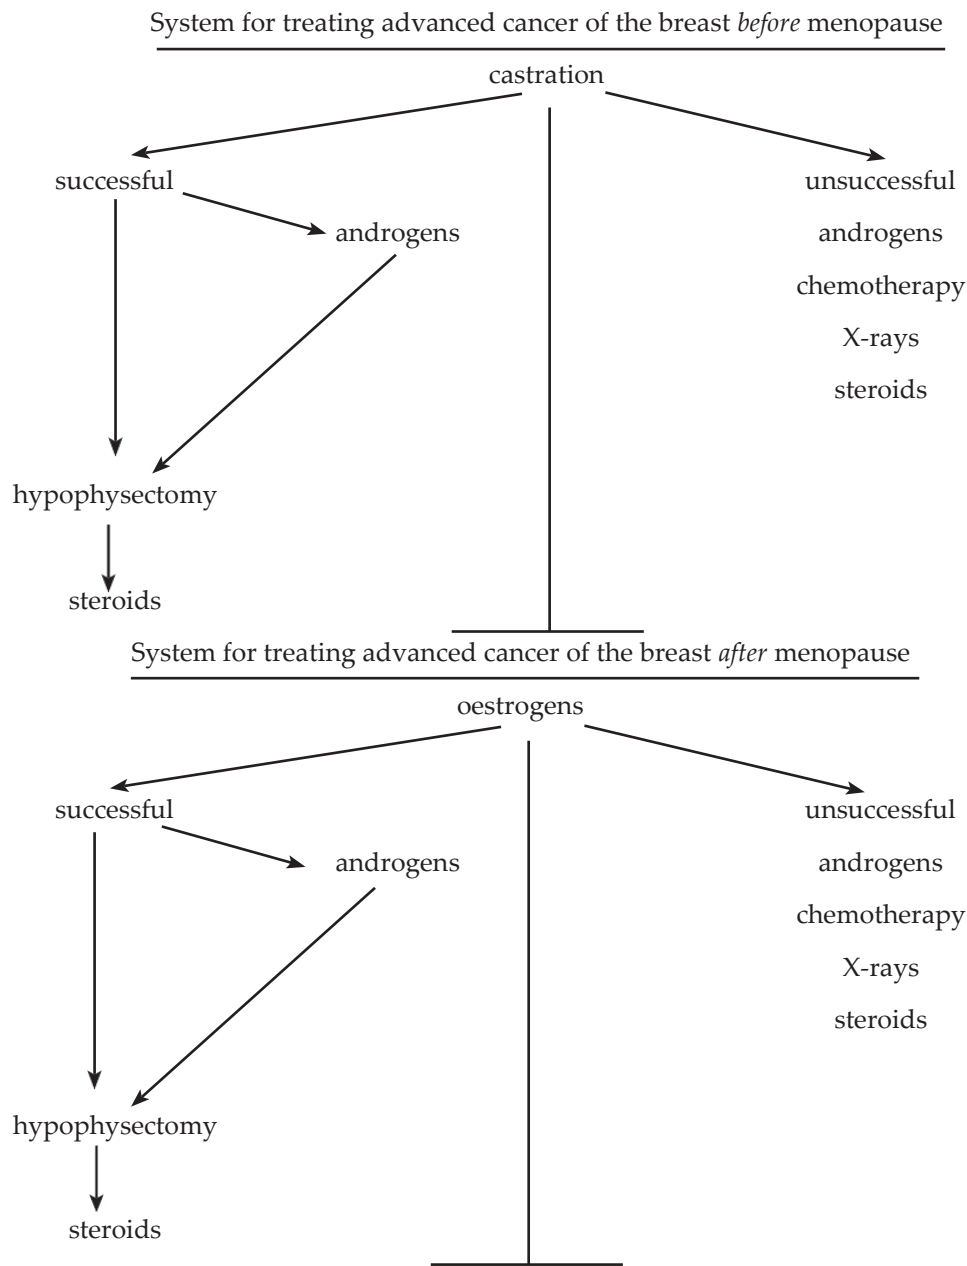 System for treating advanced cancer of the breast before menopause
castration
successful
unsuccessful
androgens
androgens
chemotherapy
X-rays
steroids
hypophysectomy
steroids
System for treating advanced cancer of the breast after menopause
oestrogens
successful
unsuccessful
androgens
androgens
chemotherapy
X-rays
steroids
hypophysectomy
steroids